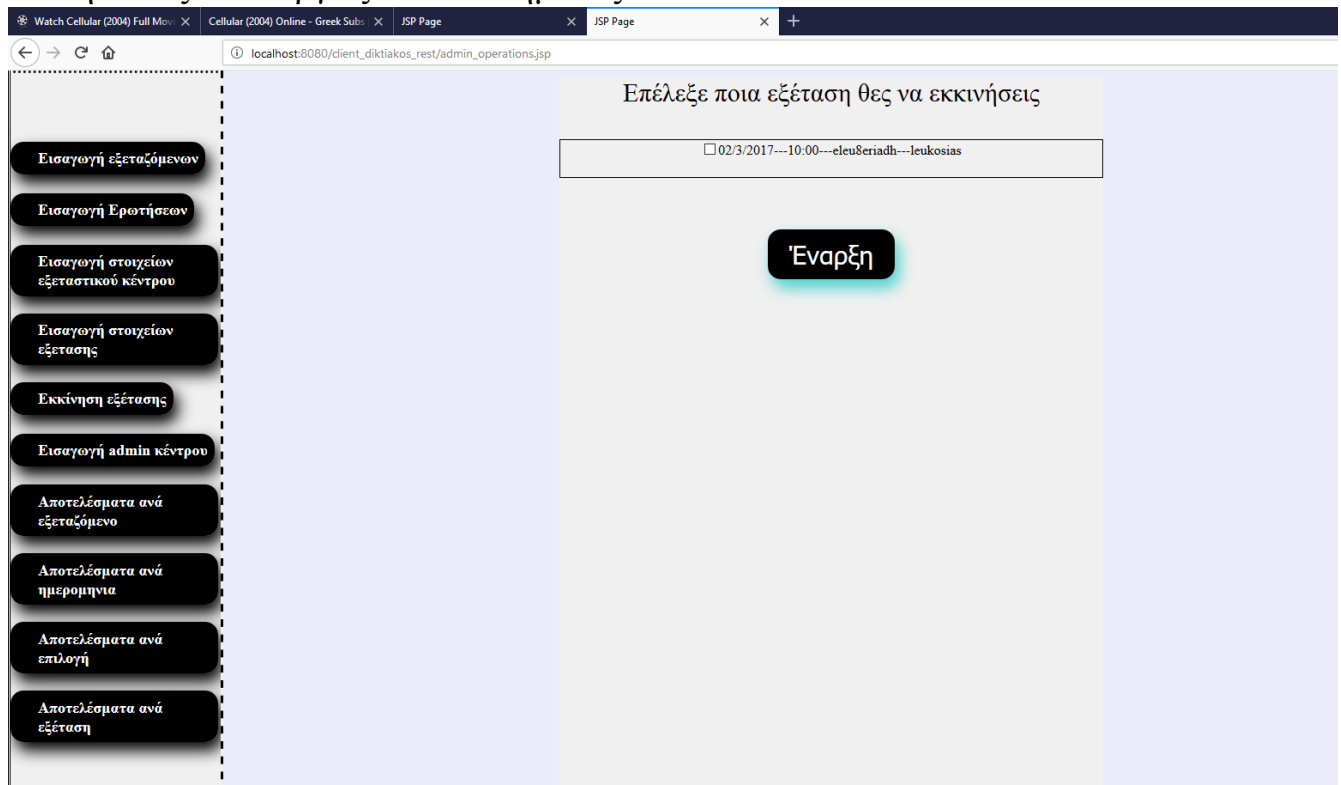 Watch Cellular (2004) Full Movi
Cellular (2004) Online - Greek Subs
JSP Page
JSP Page
localhost:8080/client_diktiakos_rest/admin_operations.jsp
Επέλεξε ποια εξέταση θες να εκκινήσεις
02/3/2017---10:00---eleu8eriadh---leukosias
Έναρξη
Εισαγωγή εξεταζόμενων
Εισαγωγή Ερωτήσεων
Εισαγωγή στοιχείων
εξεταστικού κέντρου
Εισαγωγή στοιχείων
εξετασης
Εκκίνηση εξέτασης
Εισαγωγή admin κέντρου
Αποτελέσματα ανά
εξεταζόμενο
Αποτελέσματα ανά
ημερομηνια
Αποτελέσματα ανά
επιλογή
Αποτελέσματα ανά
εξέταση